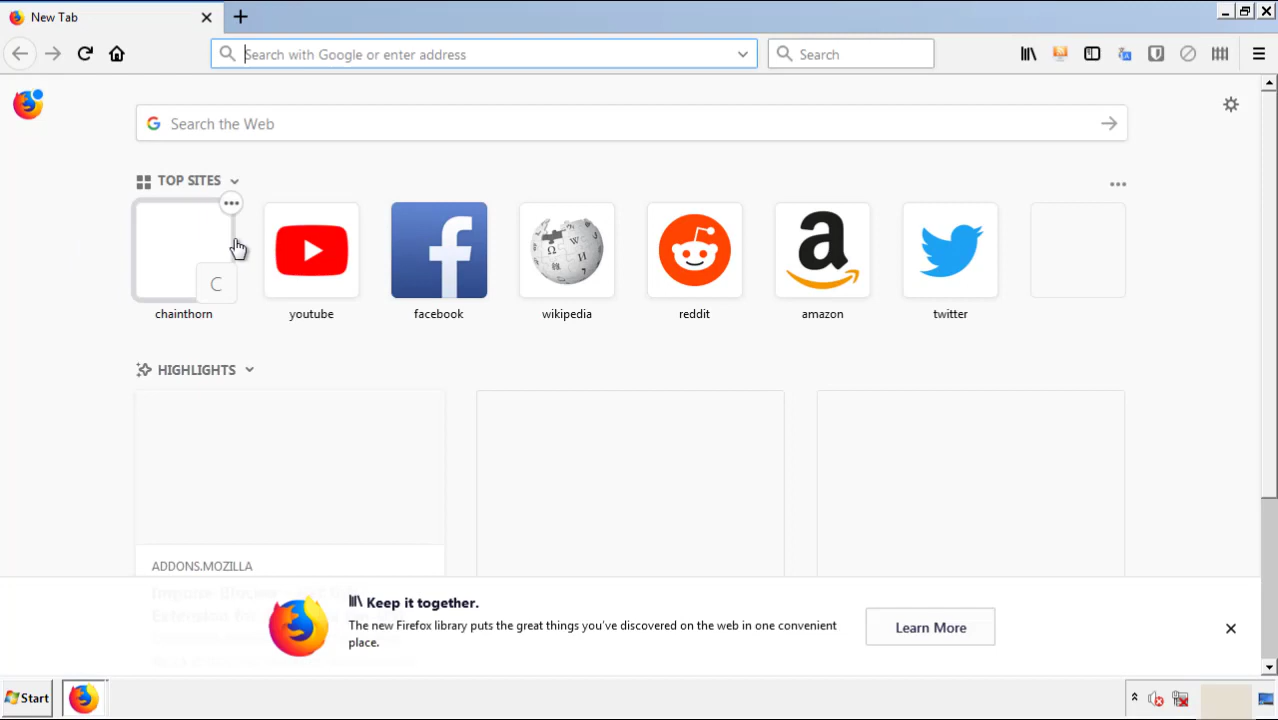 New Tab
Search with Google or enter address
Search
Search the Web
TOP SITES
C
chainthorn
youtube
facebook
wikipedia
reddit
amazon
twitter
HIGHLIGHTS
ADDONS.MOZILLA
Keep it together.
The new Firefox library puts the great things you've discovered on the web in one convenient
place.
Learn More
Start